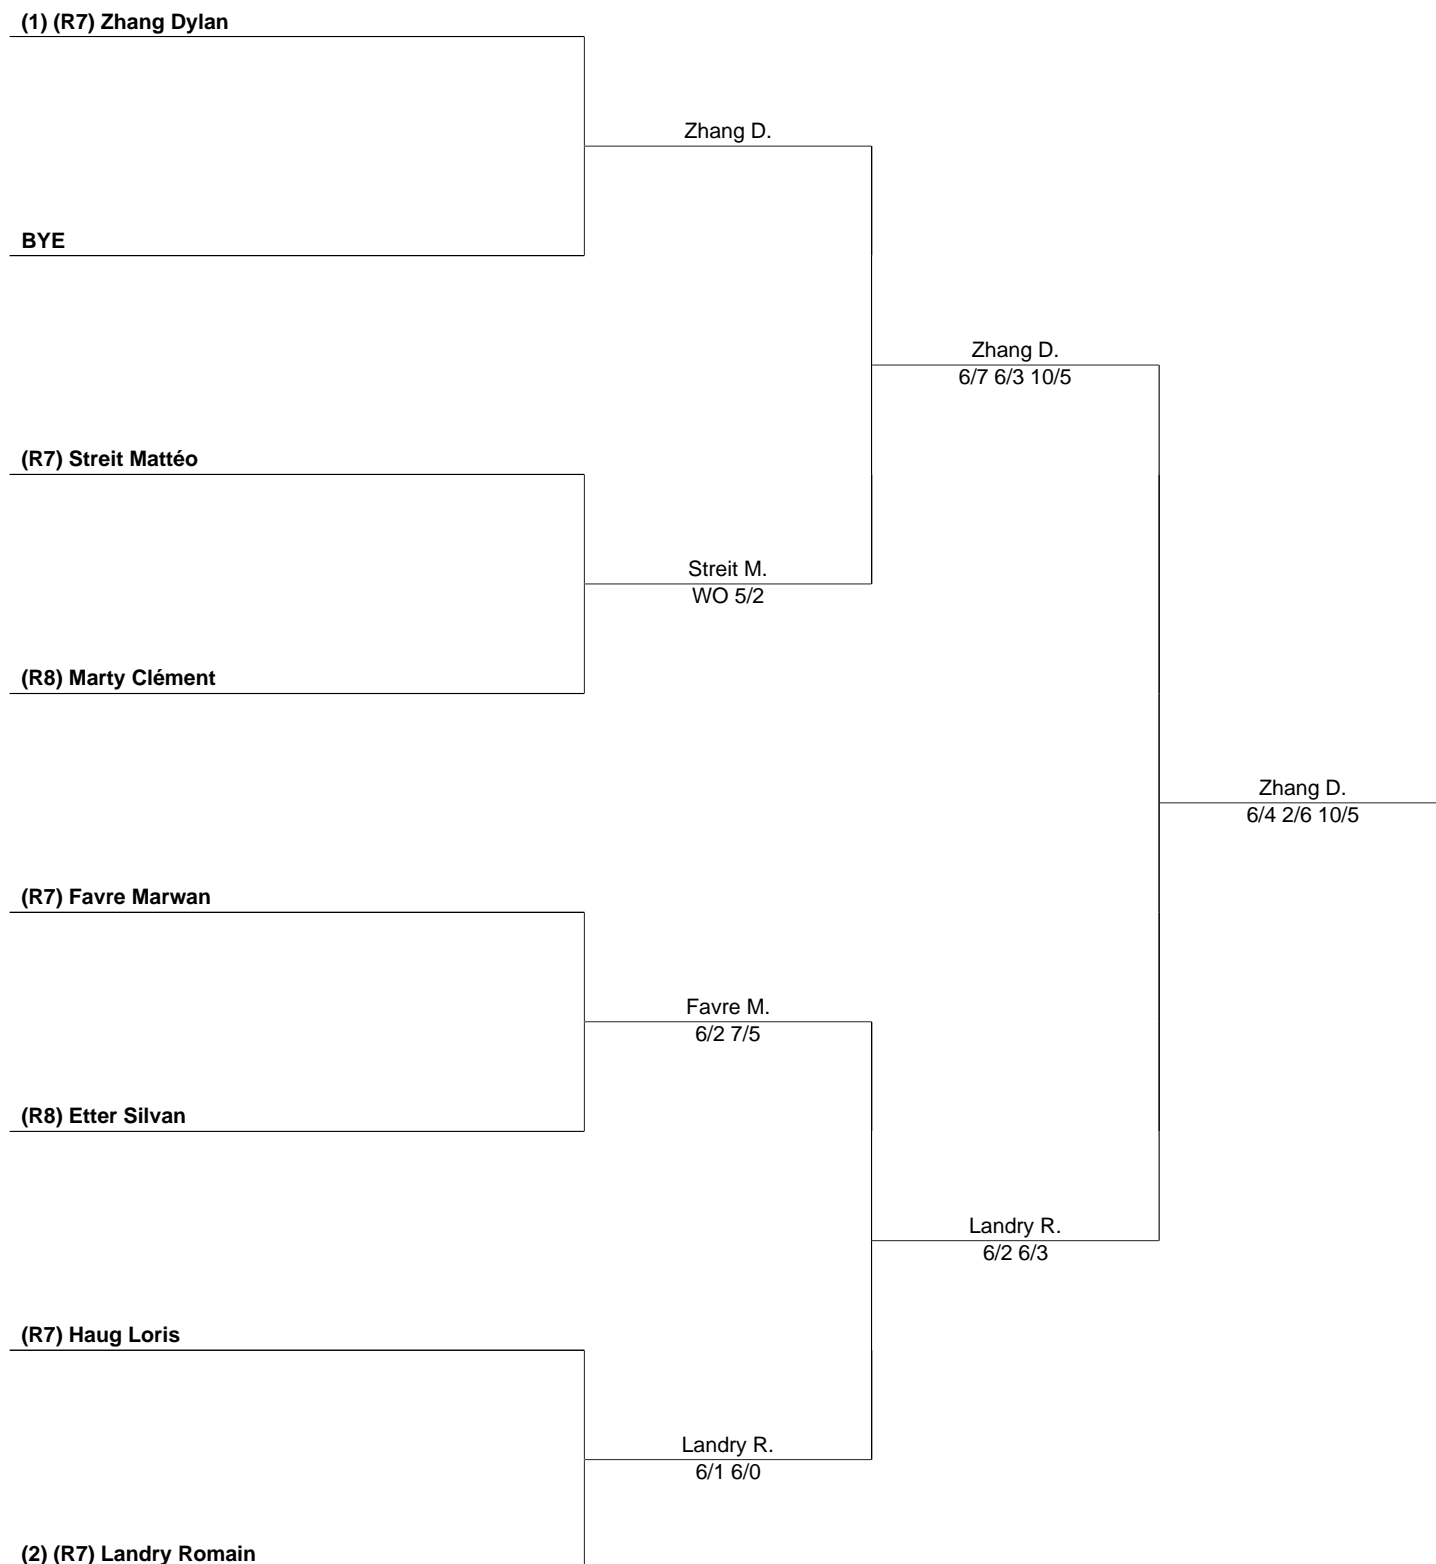 (1) (R7) Zhang Dylan
Zhang D.
BYE
Zhang D.
6/7 6/3 10/5
(R7) Streit Mattéo
Streit M.
WO 5/2
(R8) Marty Clément
Zhang D.
6/4 2/6 10/5
(R7) Favre Marwan
Favre M.
6/2 7/5
(R8) Etter Silvan
Landry R.
6/2 6/3
(R7) Haug Loris
Landry R.
6/1 6/0
(2) (R7) Landry Romain